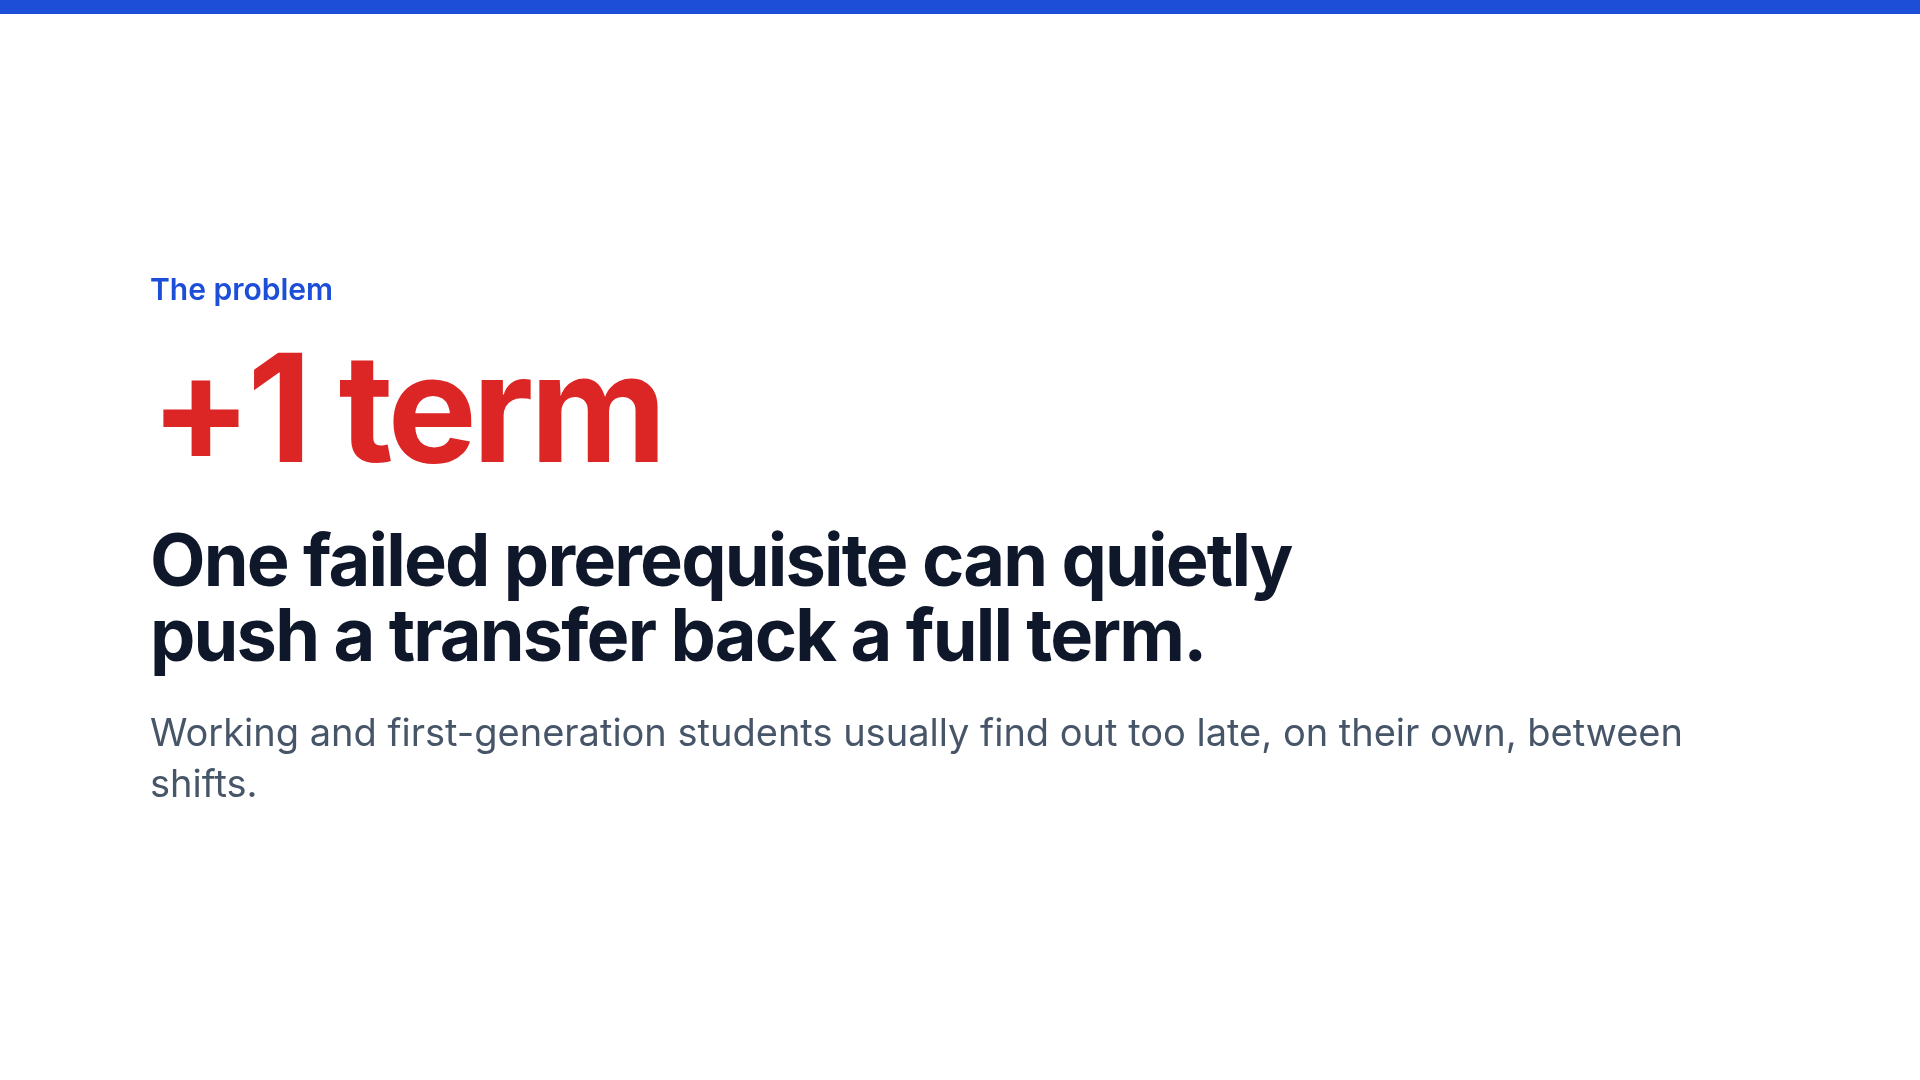 The problem
+1 term
One failed prerequisite can quietly
push a transfer back a full term.
Working and first-generation students usually find out too late, on their own, between
shifts.